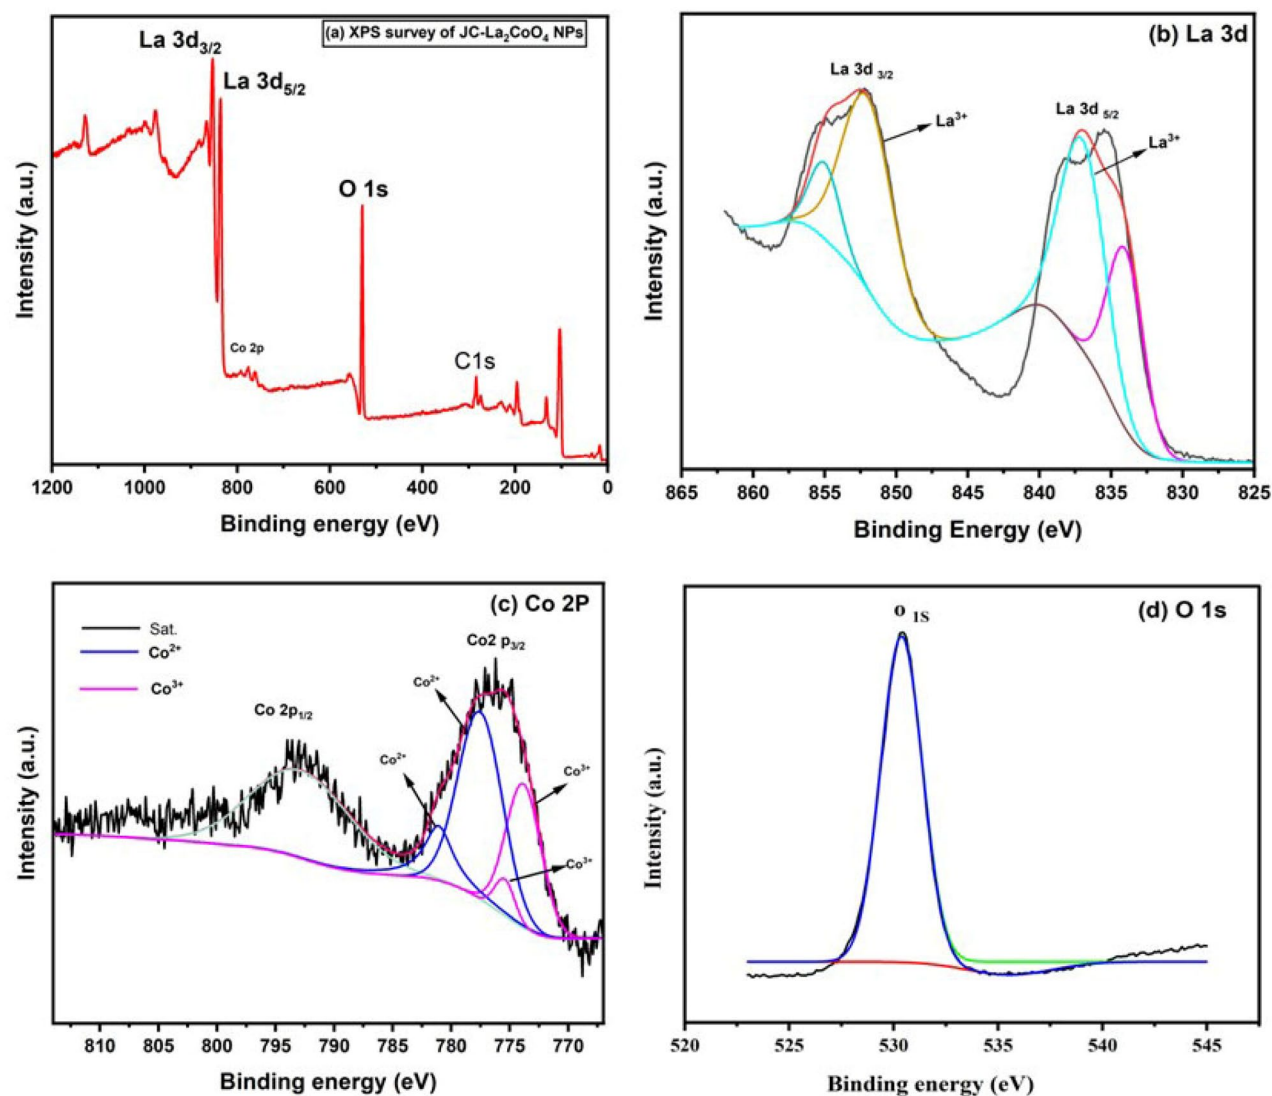 (a) XPS survey of JC-La₂CoO₄ NPs
La 3d₃/₂
La 3d₅/₂
O 1s
Co 2p
C1s
Intensity (a.u.)
1200 1000 800 600 400 200 0
Binding energy (eV)
(b) La 3d
La 3d ₃/₂
La³⁺
La 3d ₅/₂
La³⁺
Intensity (a.u.)
865 860 855 850 845 840 835 830 825
Binding Energy (eV)
(c) Co 2P
Sat.
Co²⁺
Co³⁺
Co2 p₃/₂
Co²⁺
Co 2p₁/₂
Co²⁺
Co³⁺
Co³⁺
Intensity (a.u.)
810 805 800 795 790 785 780 775 770
Binding energy (eV)
(d) O 1s
o 1S
Intensity (a.u.)
520 525 530 535 540 545
Binding energy (eV)